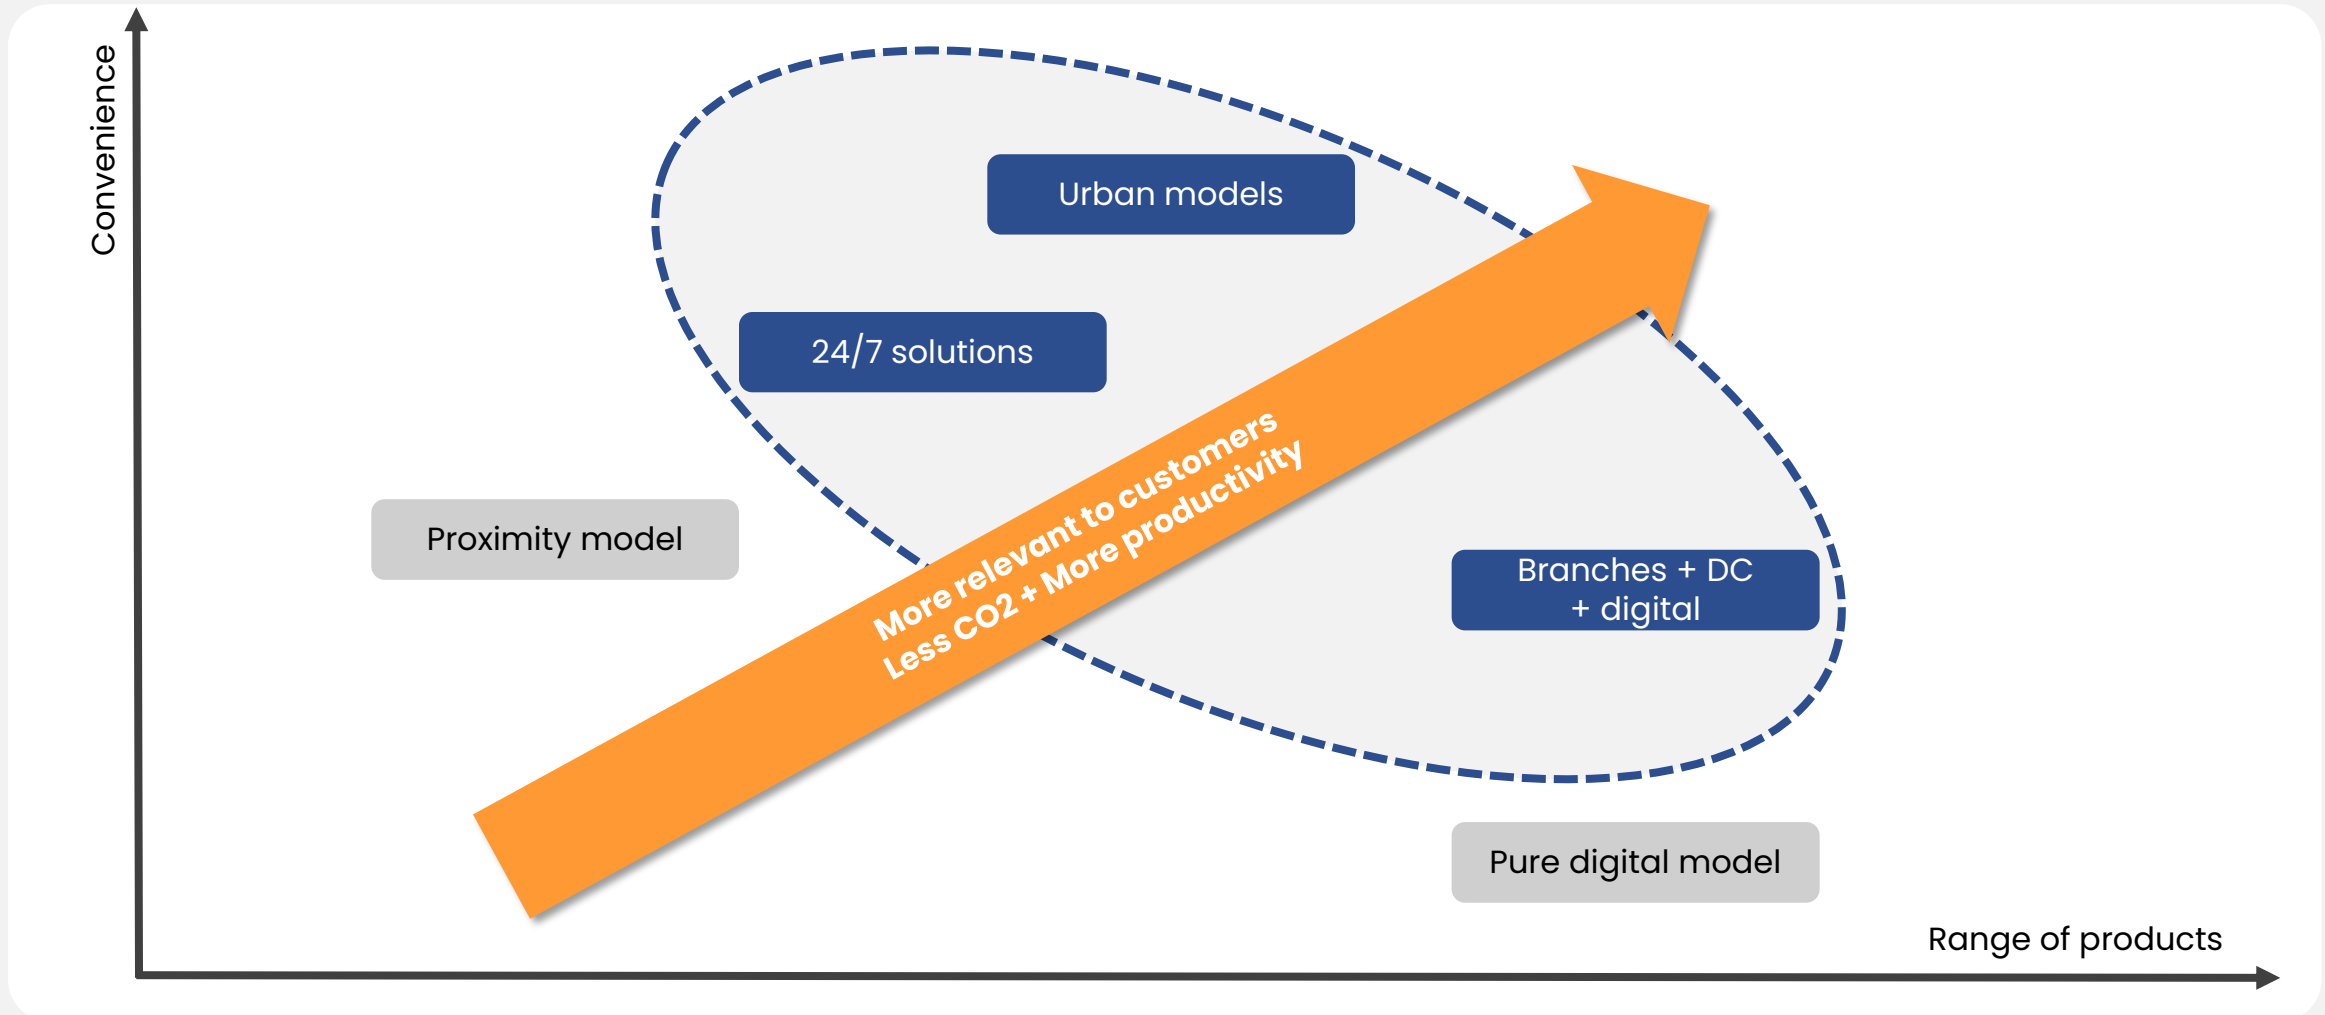 Convenience
Urban models
24/7 solutions
More relevant to customers
Less CO2 + More productivity
Proximity model
Branches + DC
+ digital
Pure digital model
Range of products